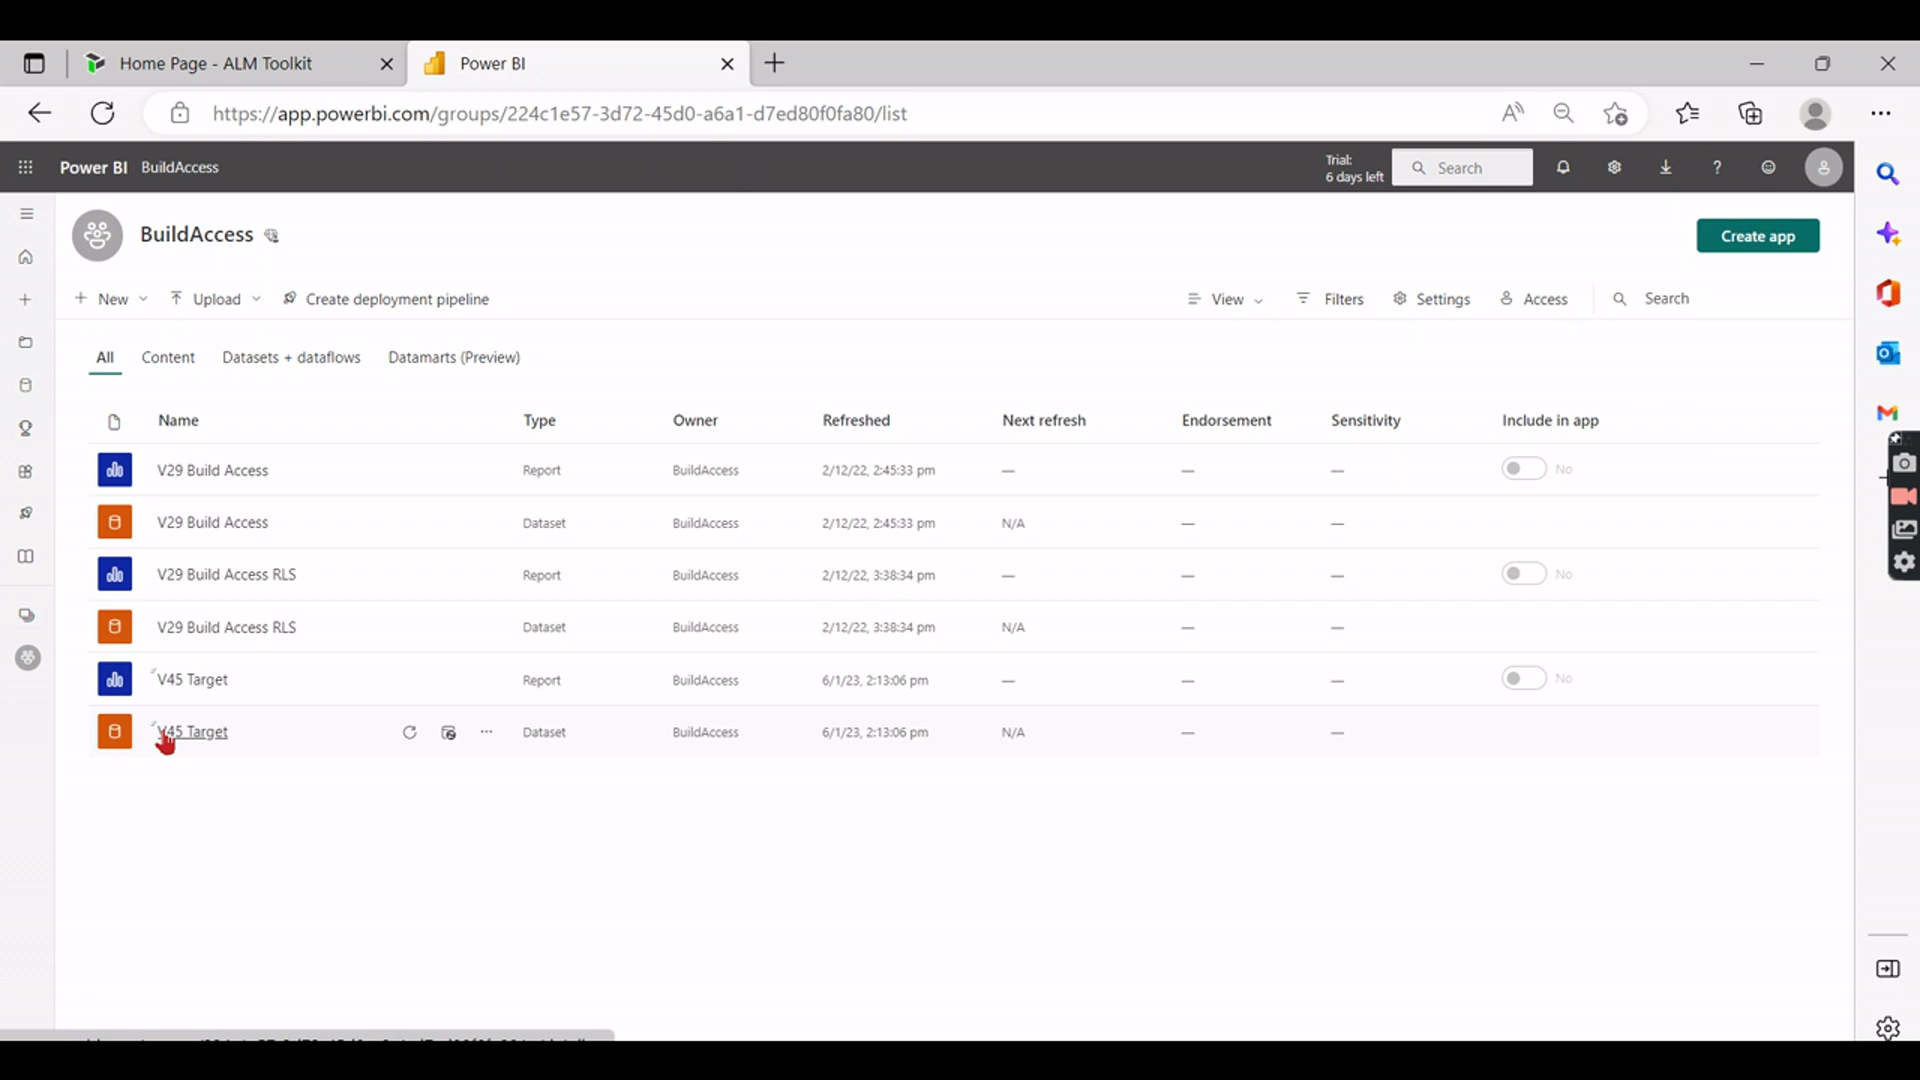 Home Page - ALM Toolkit
Power BI
https://app.powerbi.com/groups/224c1e57-3d72-45d0-a6a1-d7ed80f0fa80/list
Power BI BuildAccess
Trial:
6 days left
Search
BuildAccess
Create app
New
Upload
Create deployment pipeline
View
Filters
Settings
Access
Search
All
Content
Datasets + dataflows
Datamarts (Preview)
Name Type Owner Refreshed Next refresh Endorsement Sensitivity Include in app
V29 Build Access Report BuildAccess 2/12/22, 2:45:33 pm — — — No
V29 Build Access Dataset BuildAccess 2/12/22, 2:45:33 pm N/A — —
V29 Build Access RLS Report BuildAccess 2/12/22, 3:38:34 pm — — — No
V29 Build Access RLS Dataset BuildAccess 2/12/22, 3:38:34 pm N/A — —
V45 Target Report BuildAccess 6/1/23, 2:13:06 pm — — — No
V45 Target Dataset BuildAccess 6/1/23, 2:13:06 pm N/A — —